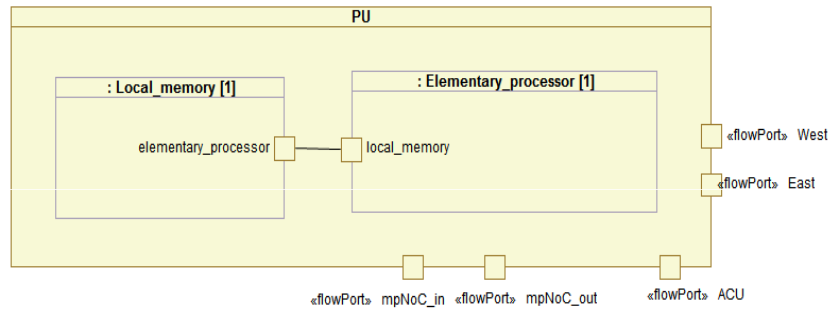 PU
: Local_memory [1]
: Elementary_processor [1]
elementary_processor
local_memory
«flowPort» West
«flowPort» East
«flowPort» mpNoC_in
«flowPort» mpNoC_out
«flowPort» ACU